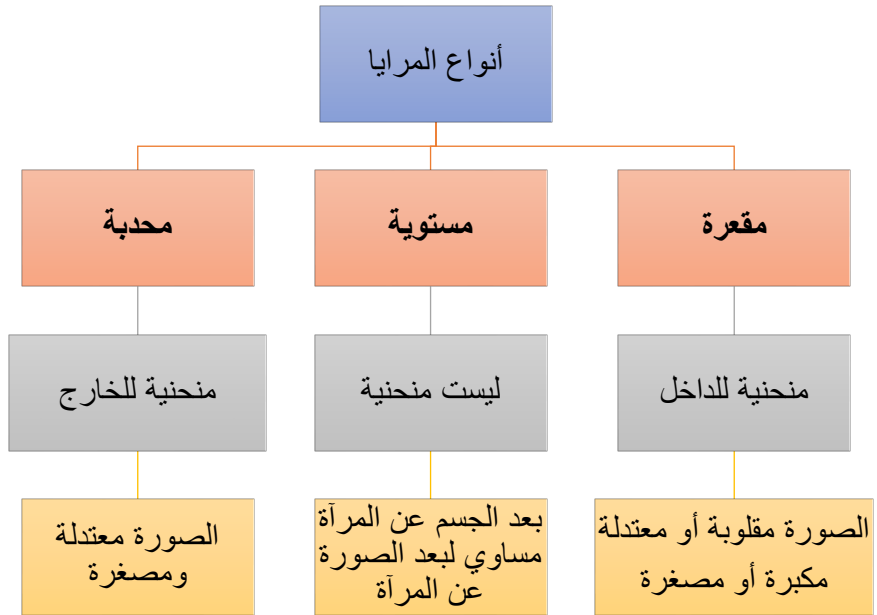 أنواع المرايا
مقعرة
مستوية
محدبة
منحنية للداخل
ليست منحنية
منحنية للخارج
الصورة مقلوبة أو معتدلة
مكبرة أو مصغرة
بعد الجسم عن المرآة
مساوي لبعد الصورة
عن المرآة
الصورة معتدلة
ومصغرة